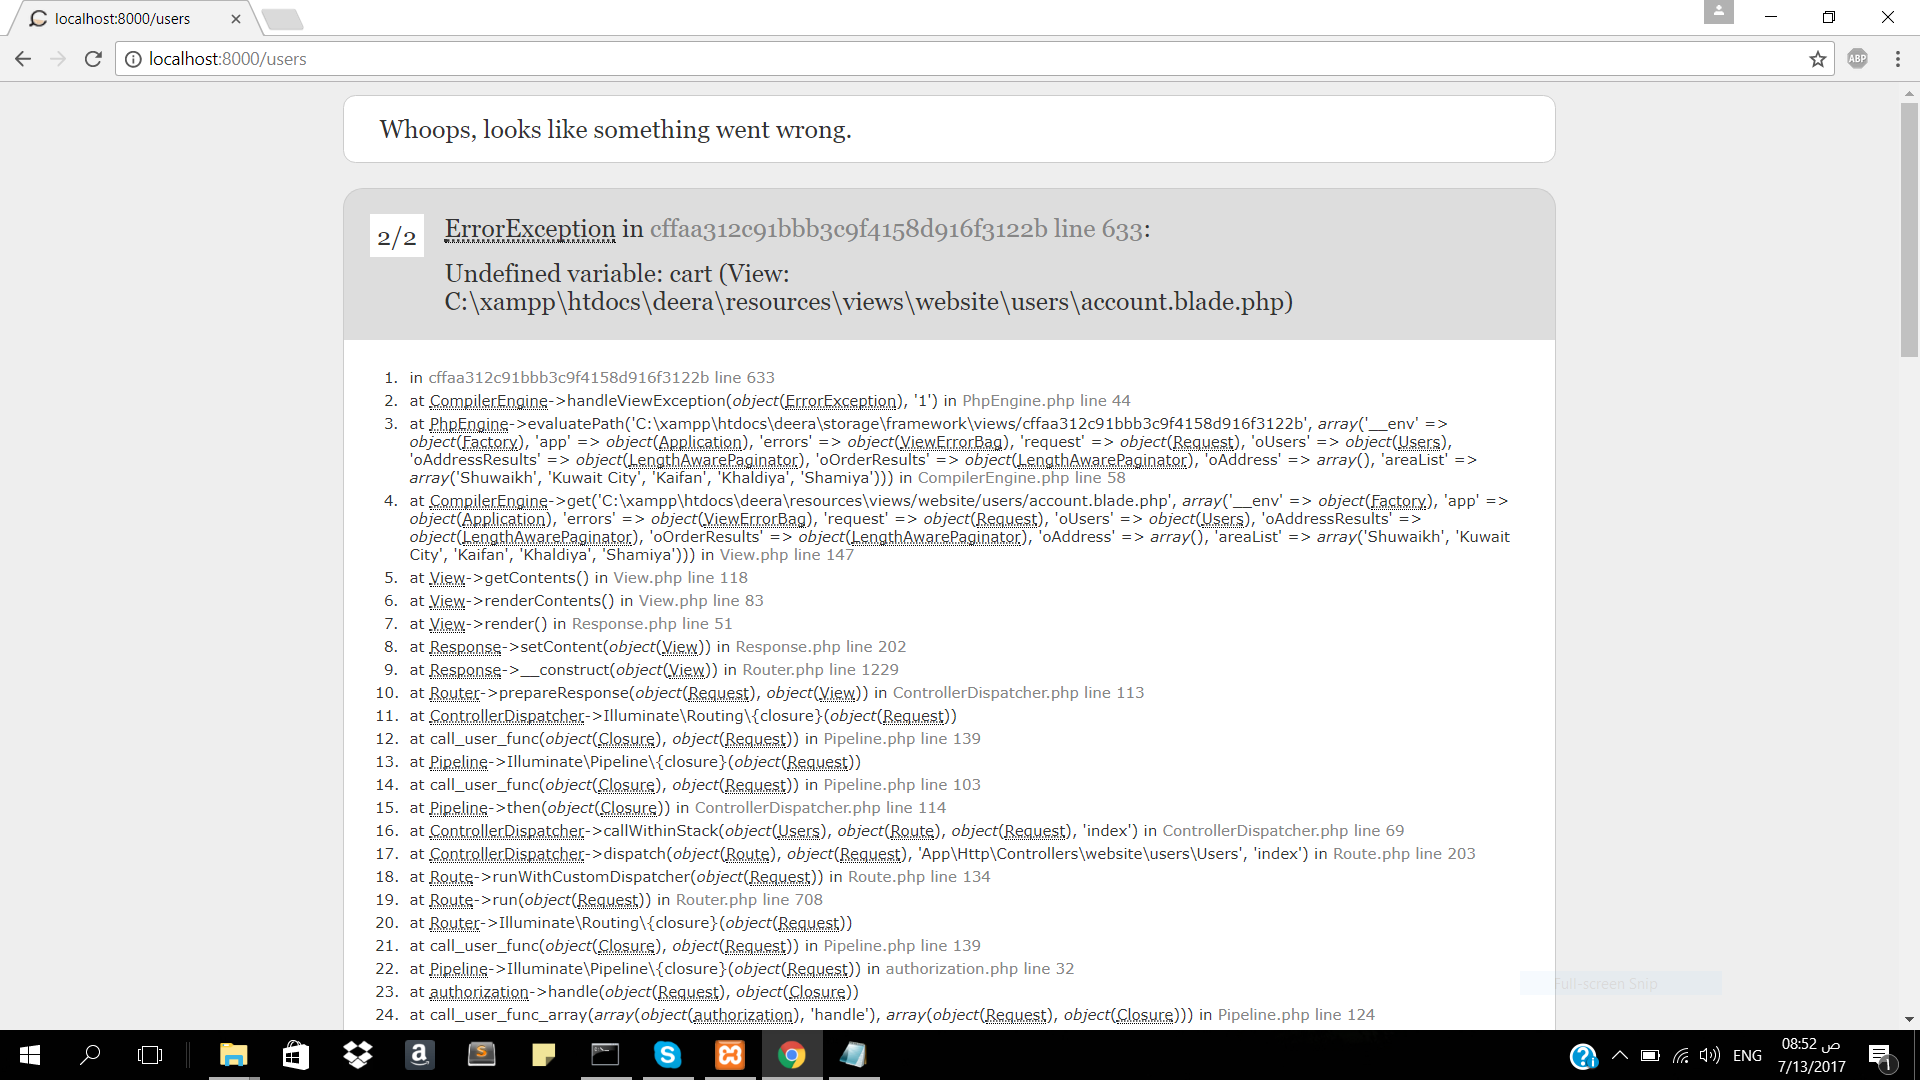 localhost:8000/users
localhost:8000/users
ABP
Whoops, looks like something went wrong.
2/2
ErrorException in cffaa312c91bbb3c9f4158d916f3122b line 633:
Undefined variable: cart (View:
C:\xampp\htdocs\deera\resources\views\website\users\account.blade.php)
1. in cffaa312c91bbb3c9f4158d916f3122b line 633
2. at CompilerEngine->handleViewException(object(ErrorException), '1') in PhpEngine.php line 44
3. at PhpEngine->evaluatePath('C:\xampp\htdocs\deera\storage\framework\views/cffaa312c91bbb3c9f4158d916f3122b', array('__env' =>
object(Factory), 'app' => object(Application), 'errors' => object(ViewErrorBag), 'request' => object(Request), 'oUsers' => object(Users),
'oAddressResults' => object(LengthAwarePaginator), 'oOrderResults' => object(LengthAwarePaginator), 'oAddress' => array(), 'areaList' =>
array('Shuwaikh', 'Kuwait City', 'Kaifan', 'Khaldiya', 'Shamiya'))) in CompilerEngine.php line 58
4. at CompilerEngine->get('C:\xampp\htdocs\deera\resources\views/website/users/account.blade.php', array('__env' => object(Factory), 'app' =>
object(Application), 'errors' => object(ViewErrorBag), 'request' => object(Request), 'oUsers' => object(Users), 'oAddressResults' =>
object(LengthAwarePaginator), 'oOrderResults' => object(LengthAwarePaginator), 'oAddress' => array(), 'areaList' => array('Shuwaikh', 'Kuwait
City', 'Kaifan', 'Khaldiya', 'Shamiya'))) in View.php line 147
5. at View->getContents() in View.php line 118
6. at View->renderContents() in View.php line 83
7. at View->render() in Response.php line 51
8. at Response->setContent(object(View)) in Response.php line 202
9. at Response->__construct(object(View)) in Router.php line 1229
10. at Router->prepareResponse(object(Request), object(View)) in ControllerDispatcher.php line 113
11. at ControllerDispatcher->Illuminate\Routing\{closure}(object(Request))
12. at call_user_func(object(Closure), object(Request)) in Pipeline.php line 139
13. at Pipeline->Illuminate\Pipeline\{closure}(object(Request))
14. at call_user_func(object(Closure), object(Request)) in Pipeline.php line 103
15. at Pipeline->then(object(Closure)) in ControllerDispatcher.php line 114
16. at ControllerDispatcher->callWithinStack(object(Users), object(Route), object(Request), 'index') in ControllerDispatcher.php line 69
17. at ControllerDispatcher->dispatch(object(Route), object(Request), 'App\Http\Controllers\website\users\Users', 'index') in Route.php line 203
18. at Route->runWithCustomDispatcher(object(Request)) in Route.php line 134
19. at Route->run(object(Request)) in Router.php line 708
20. at Router->Illuminate\Routing\{closure}(object(Request))
21. at call_user_func(object(Closure), object(Request)) in Pipeline.php line 139
22. at Pipeline->Illuminate\Pipeline\{closure}(object(Request)) in authorization.php line 32
23. at authorization->handle(object(Request), object(Closure))
24. at call_user_func_array(array(object(authorization), 'handle'), array(object(Request), object(Closure))) in Pipeline.php line 124
Full-screen Snip
ENG
08:52 ص
7/13/2017
1